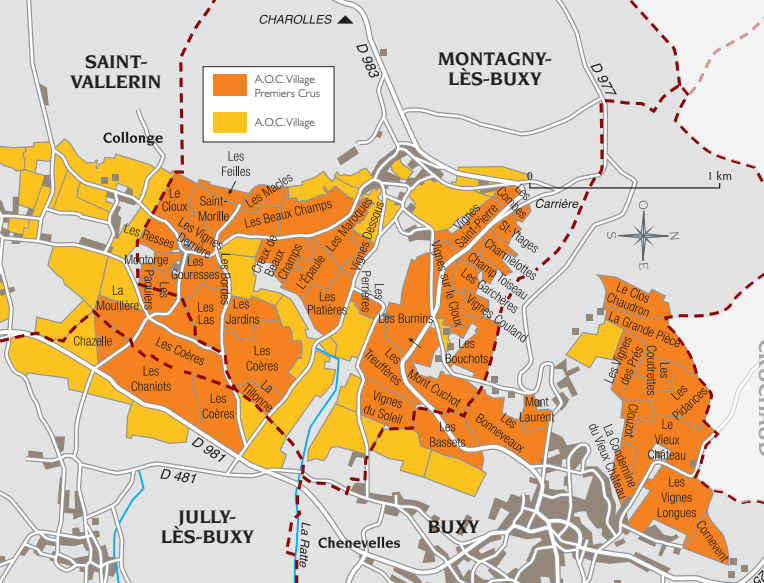 CHAROLLES
D 983
SAINT-
VALLERIN
MONTAGNY-
LÈS-BUXY
D 977
A.O.C.Village
Premiers Crus
A.O.C.Village
Collonge
Les
Feilles
0
1 km
Carrière
O
N
S
E
Le
Cloux
Saint-
Morille
Les Macles
Les Beaux Champs
Les Maroques
Vignes Dessous
Vignes
Saint-Pierre
Les
Combes
St-Ytages
Charmelottes
Champ Toiseau
Les Garchères
Vignes Couland
Vignes sur le Cloux
Les Resses
Les Vignes
Derrière
Montorge
Les
Paquiers
Les
Gouresses
Les Bordes
Creux de
Beaux
Champs
L'Épaule
Les
Perrières
Les
Platières
La
Mouillère
Les
Las
Les
Jardins
Les Burnins
Les
Bouchots
Chazelle
Les Coères
Les
Coères
Les
Chaniots
Les
Coères
La
Tillonne
Les
Treuffères
Mont Cuchot
Vignes
du Soleil
Les
Bassets
Les
Bonneveaux
Mont
Laurent
Le Clos
Chaudron
La Grande Pièce
Les Vignes
des Prés
Les
Coudrettes
Les
Pidances
Clouzot
Le
Vieux
Château
La Condemine
du Vieux Château
Les
Vignes
Longues
Cornevent
D 981
D 481
JULLY-
LÈS-BUXY
La Ratte
Chenevelles
BUXY